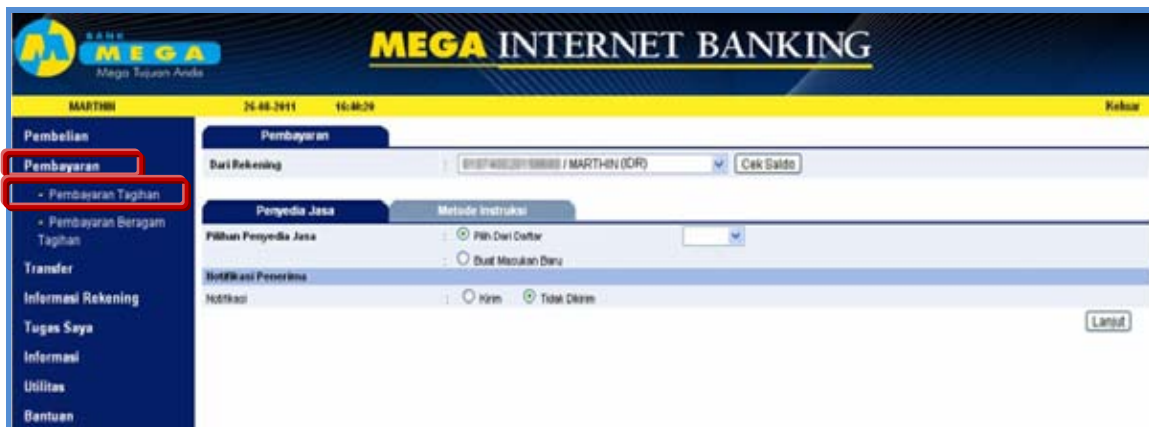 BANK
MEGA
Mega Tujuan Anda
MEGA INTERNET BANKING
MARTHIN 26-08-2011 16:40:20 Keluar
Pembelian
Pembayaran
- Pembayaran Tagihan
- Pembayaran Beragam
Tagihan
Transfer
Informasi Rekening
Tugas Saya
Informasi
Utilitas
Bantuan
Pembayaran
Dari Rekening : / MARTHIN (IDR) Cek Saldo
Penyedia Jasa Metode Instruksi
Pilihan Penyedia Jasa : Pilih Dari Daftar
: Buat Masukan Baru
Notifikasi Penerima
Notifikasi : Kirim Tidak Dikirim
Lanjut